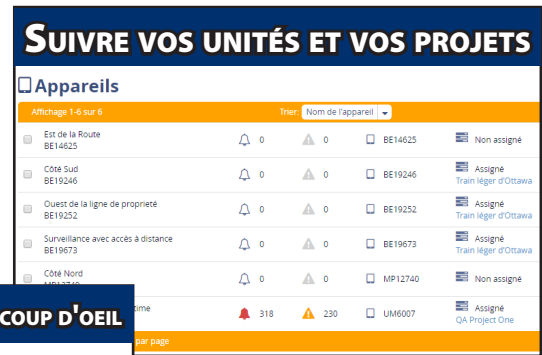 Suivre vos unités et vos projets
Appareils
Affichage 1-6 sur 6 Trier: Nom de l'appareil
Est de la Route 0 0 BE14625 Non assigné
BE14625
Côté Sud 0 0 BE19246 Assigné
BE19246 Train léger d'Ottawa
Ouest de la ligne de proprieté 0 0 BE19252 Assigné
BE19252 Train léger d'Ottawa
Surveillance avec accès à distance 0 0 BE19673 Assigné
BE19673 Train léger d'Ottawa
Côté Nord 0 0 MP12740 Non assigné
MP12740
time 318 230 UM6007 Assigné
QA Project One
coup d'oeil
par page